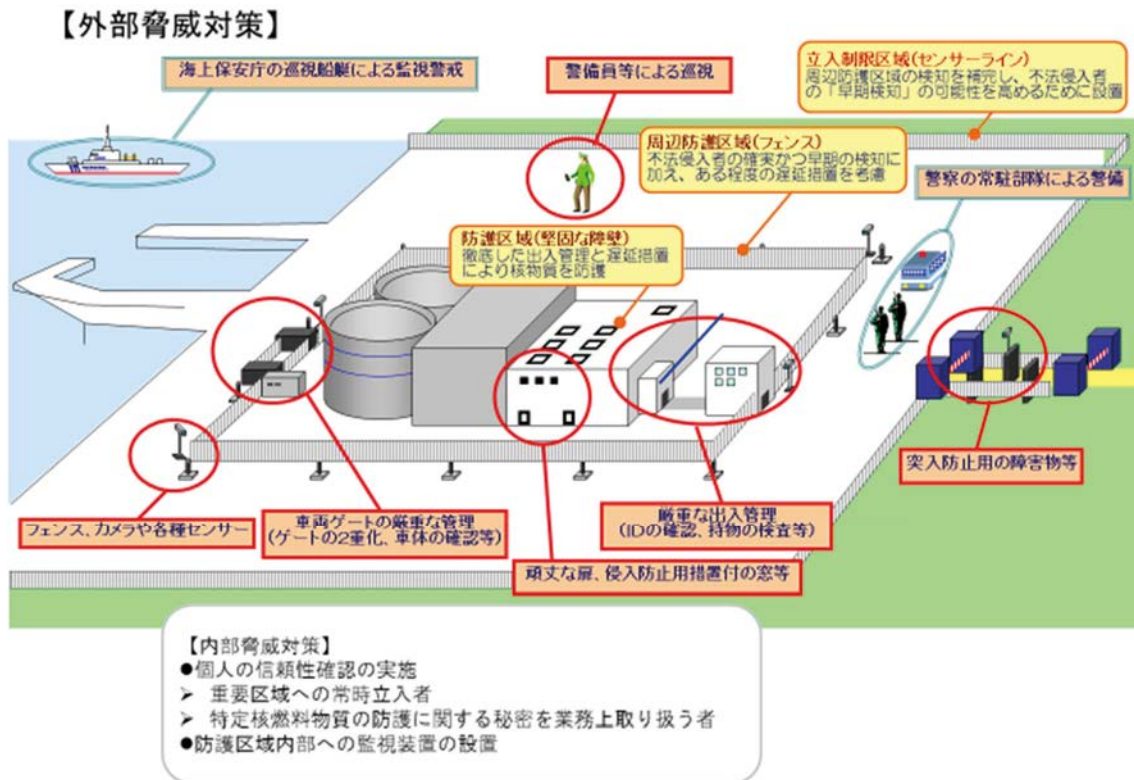 【外部脅威対策】
海上保安庁の巡視船艇による監視警戒
警備員等による巡視
立入制限区域(センサーライン)
周辺防護区域の検知を補完し、不法侵入者
の「早期検知」の可能性を高めるために設置
周辺防護区域(フェンス)
不法侵入者の確実かつ早期の検知に
加え、ある程度の遅延措置を考慮
警察の常駐部隊による警備
防護区域(堅固な障壁)
徹底した出入管理と遅延措置
により核物質を防護
突入防止用の障害物等
フェンス、カメラや各種センサー
車両ゲートの厳重な管理
(ゲートの2重化、車体の確認等)
厳重な出入管理
(IDの確認、持物の検査等)
頑丈な扉、侵入防止用措置付の窓等
【内部脅威対策】
●個人の信頼性確認の実施
➢ 重要区域への常時立入者
➢ 特定核燃料物質の防護に関する秘密を業務上取り扱う者
●防護区域内部への監視装置の設置